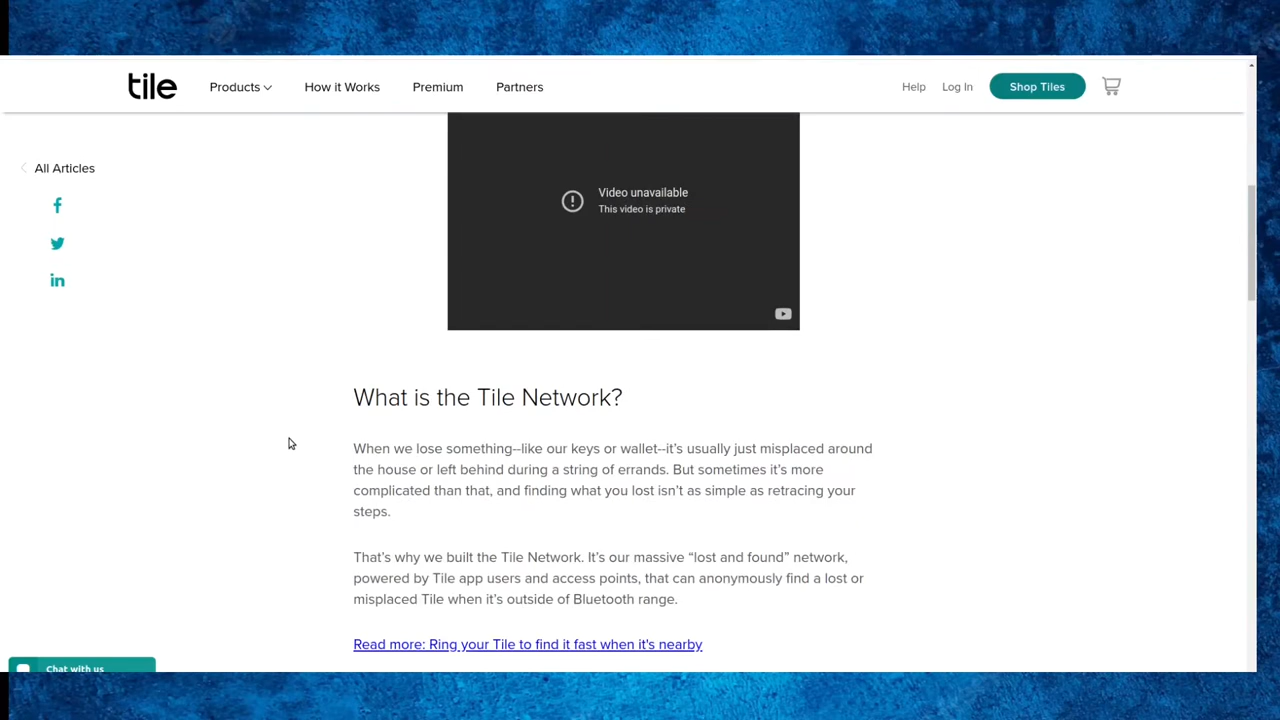 tile
Products
How it Works
Premium
Partners
Help
Log In
Shop Tiles
All Articles
f
in
Video unavailable
This video is private
What is the Tile Network?
When we lose something--like our keys or wallet--it's usually just misplaced around
the house or left behind during a string of errands. But sometimes it's more
complicated than that, and finding what you lost isn't as simple as retracing your
steps.
That's why we built the Tile Network. It's our massive “lost and found” network,
powered by Tile app users and access points, that can anonymously find a lost or
misplaced Tile when it's outside of Bluetooth range.
Read more: Ring your Tile to find it fast when it's nearby
Chat with us